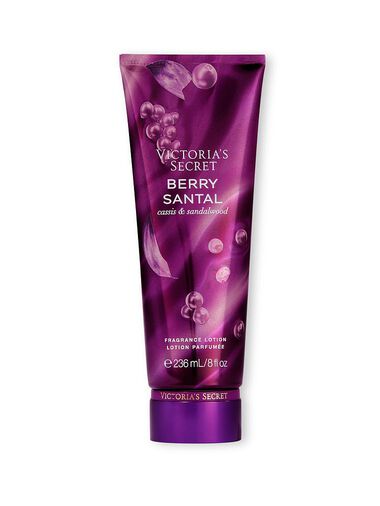 VICTORIA'S
SECRET
BERRY
SANTAL
cassis & sandalwood
FRAGRANCE LOTION
LOTION PARFUMÉE
℮ 236 mL/8 fl oz
VICTORIA'S SECRET